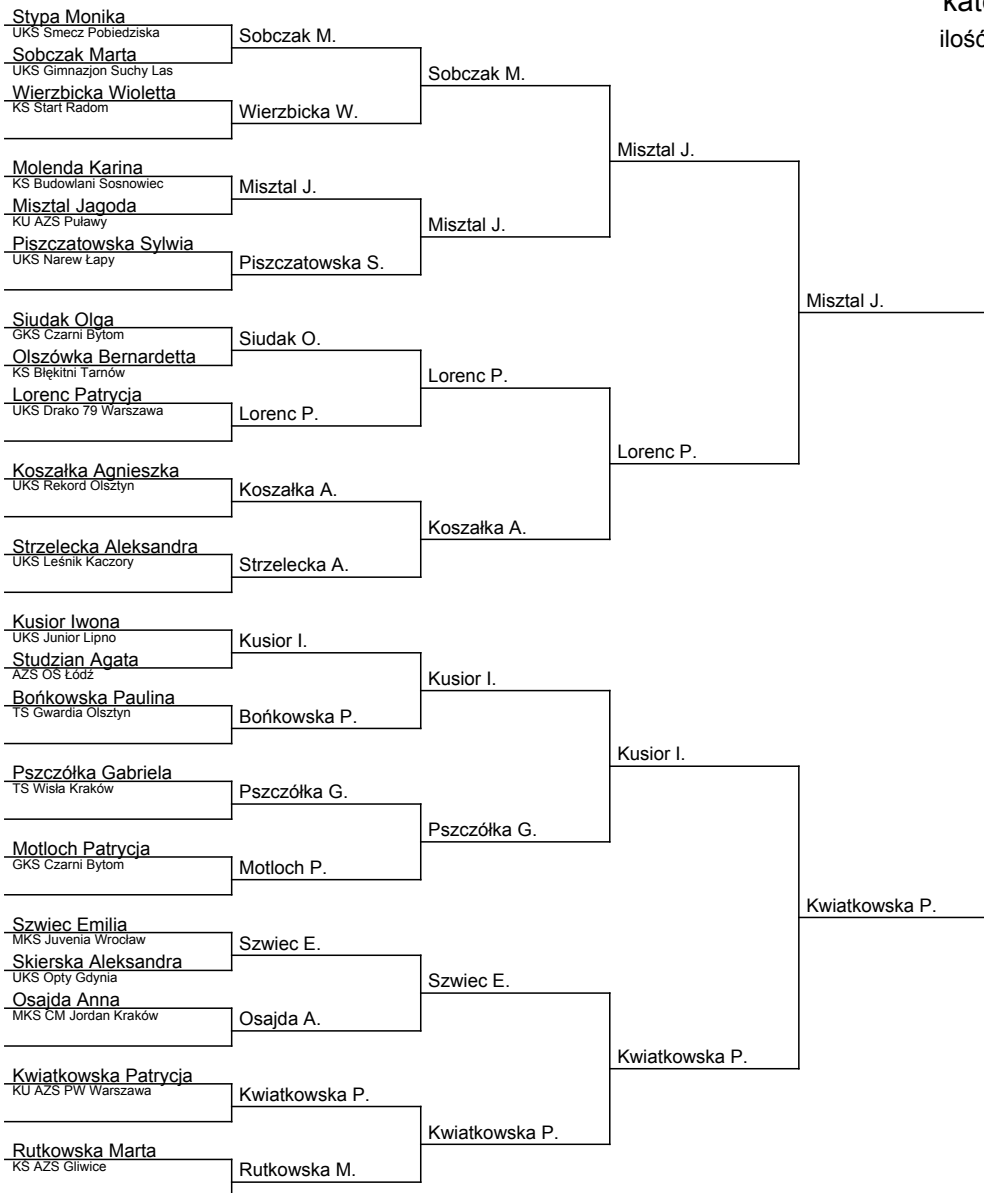 kat
ilość
Stypa Monika
UKS Smecz Pobiedziska
Sobczak Marta
UKS Gimnazjon Suchy Las
Wierzbicka Wioletta
KS Start Radom
Molenda Karina
KS Budowlani Sosnowiec
Misztal Jagoda
KU AZS Puławy
Piszczatowska Sylwia
UKS Narew Łapy
Siudak Olga
GKS Czarni Bytom
Olszówka Bernardetta
KS Błękitni Tarnów
Lorenc Patrycja
UKS Drako 79 Warszawa
Koszałka Agnieszka
UKS Rekord Olsztyn
Strzelecka Aleksandra
UKS Leśnik Kaczory
Kusior Iwona
UKS Junior Lipno
Studzian Agata
AZS OŚ Łódź
Bońkowska Paulina
TS Gwardia Olsztyn
Pszczółka Gabriela
TS Wisła Kraków
Motloch Patrycja
GKS Czarni Bytom
Szwiec Emilia
MKS Juvenia Wrocław
Skierska Aleksandra
UKS Opty Gdynia
Osajda Anna
MKS CM Jordan Kraków
Kwiatkowska Patrycja
KU AZS PW Warszawa
Rutkowska Marta
KS AZS Gliwice
Sobczak M.
Wierzbicka W.
Misztal J.
Piszczatowska S.
Siudak O.
Lorenc P.
Koszałka A.
Strzelecka A.
Kusior I.
Bońkowska P.
Pszczółka G.
Motloch P.
Szwiec E.
Osajda A.
Kwiatkowska P.
Rutkowska M.
Sobczak M.
Misztal J.
Lorenc P.
Koszałka A.
Kusior I.
Pszczółka G.
Szwiec E.
Kwiatkowska P.
Misztal J.
Lorenc P.
Kusior I.
Kwiatkowska P.
Misztal J.
Kwiatkowska P.